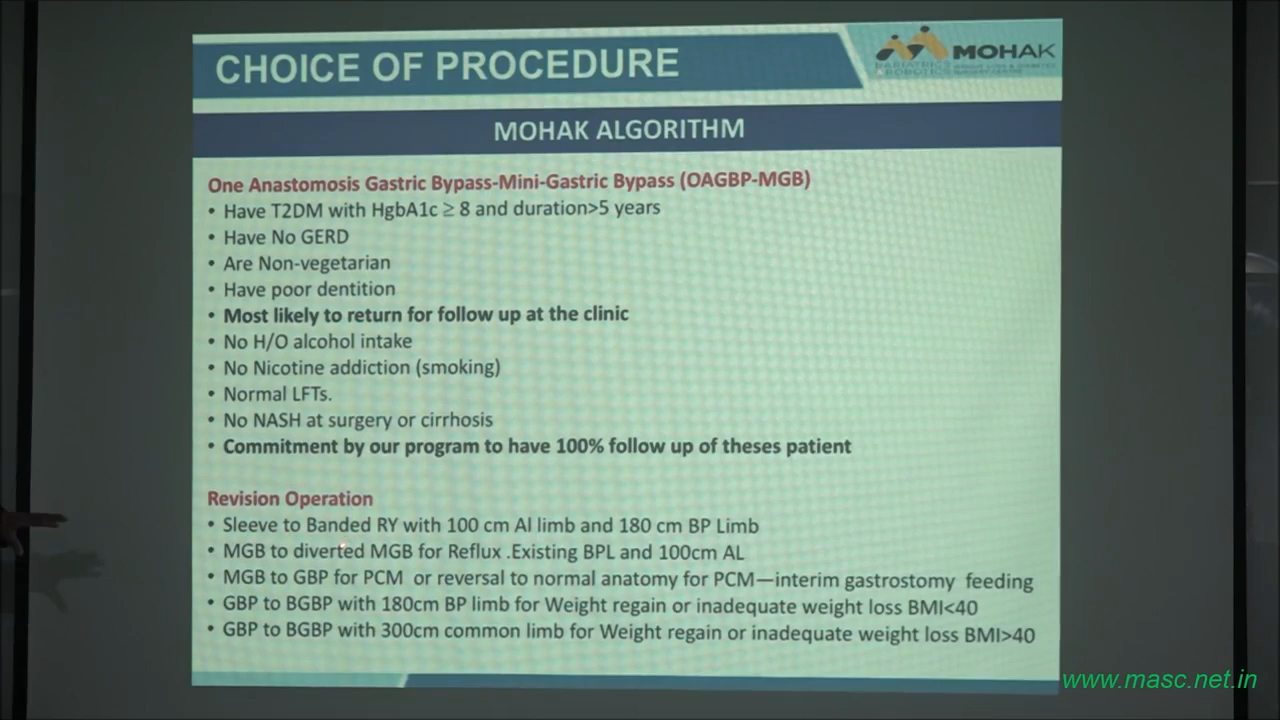 CHOICE OF PROCEDURE
MOHAK
BARIATRICS
& ROBOTICS
MOHAK ALGORITHM
One Anastomosis Gastric Bypass-Mini-Gastric Bypass (OAGBP-MGB)
• Have T2DM with HgbA1c ≥ 8 and duration>5 years
• Have No GERD
• Are Non-vegetarian
• Have poor dentition
• Most likely to return for follow up at the clinic
• No H/O alcohol intake
• No Nicotine addiction (smoking)
• Normal LFTs.
• No NASH at surgery or cirrhosis
• Commitment by our program to have 100% follow up of theses patient
Revision Operation
• Sleeve to Banded RY with 100 cm Al limb and 180 cm BP Limb
• MGB to diverted MGB for Reflux .Existing BPL and 100cm AL
• MGB to GBP for PCM or reversal to normal anatomy for PCM—interim gastrostomy feeding
• GBP to BGBP with 180cm BP limb for Weight regain or inadequate weight loss BMI<40
• GBP to BGBP with 300cm common limb for Weight regain or inadequate weight loss BMI>40
www.masc.net.in